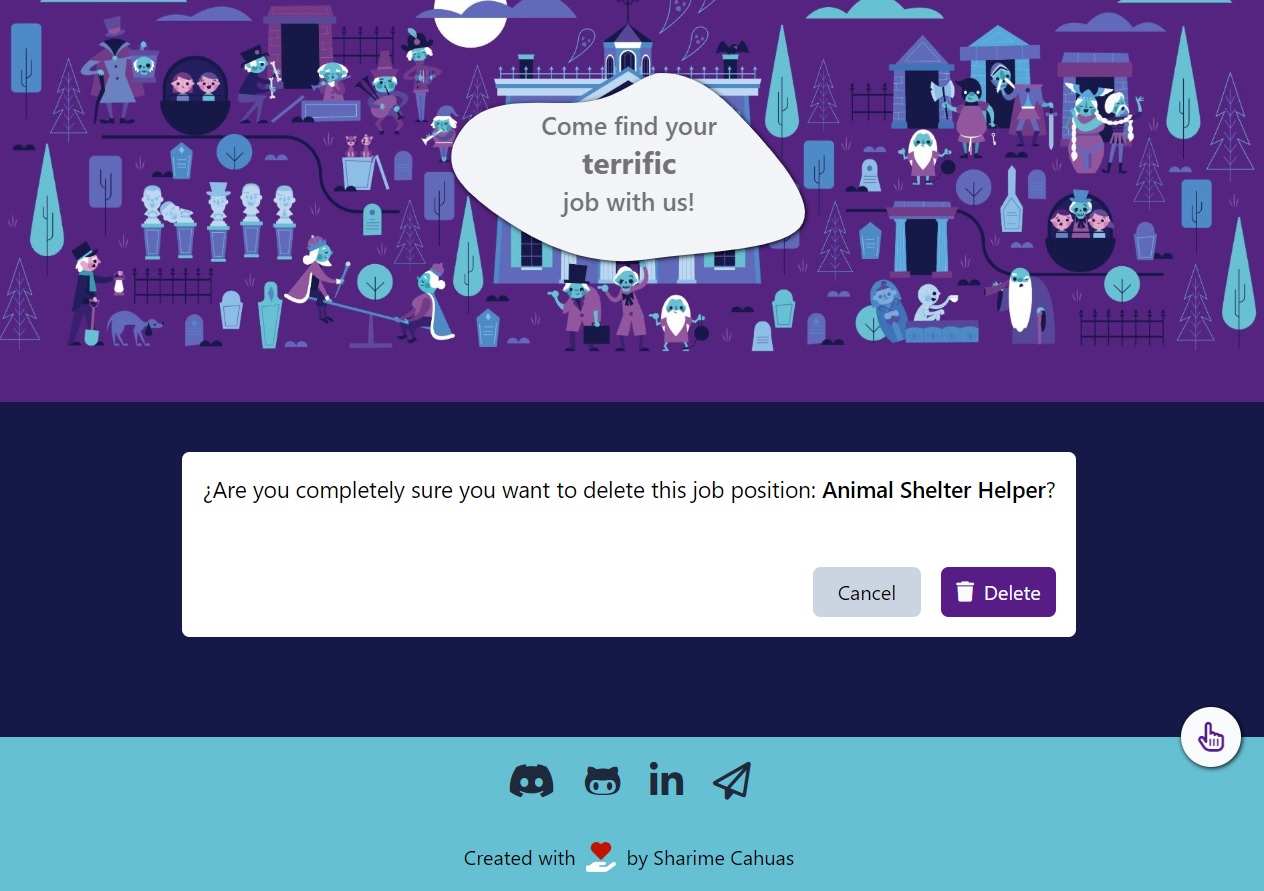 Come find your
terrific
job with us!
¿Are you completely sure you want to delete this job position: Animal Shelter Helper?
Cancel
Delete
in
Created with by Sharime Cahuas